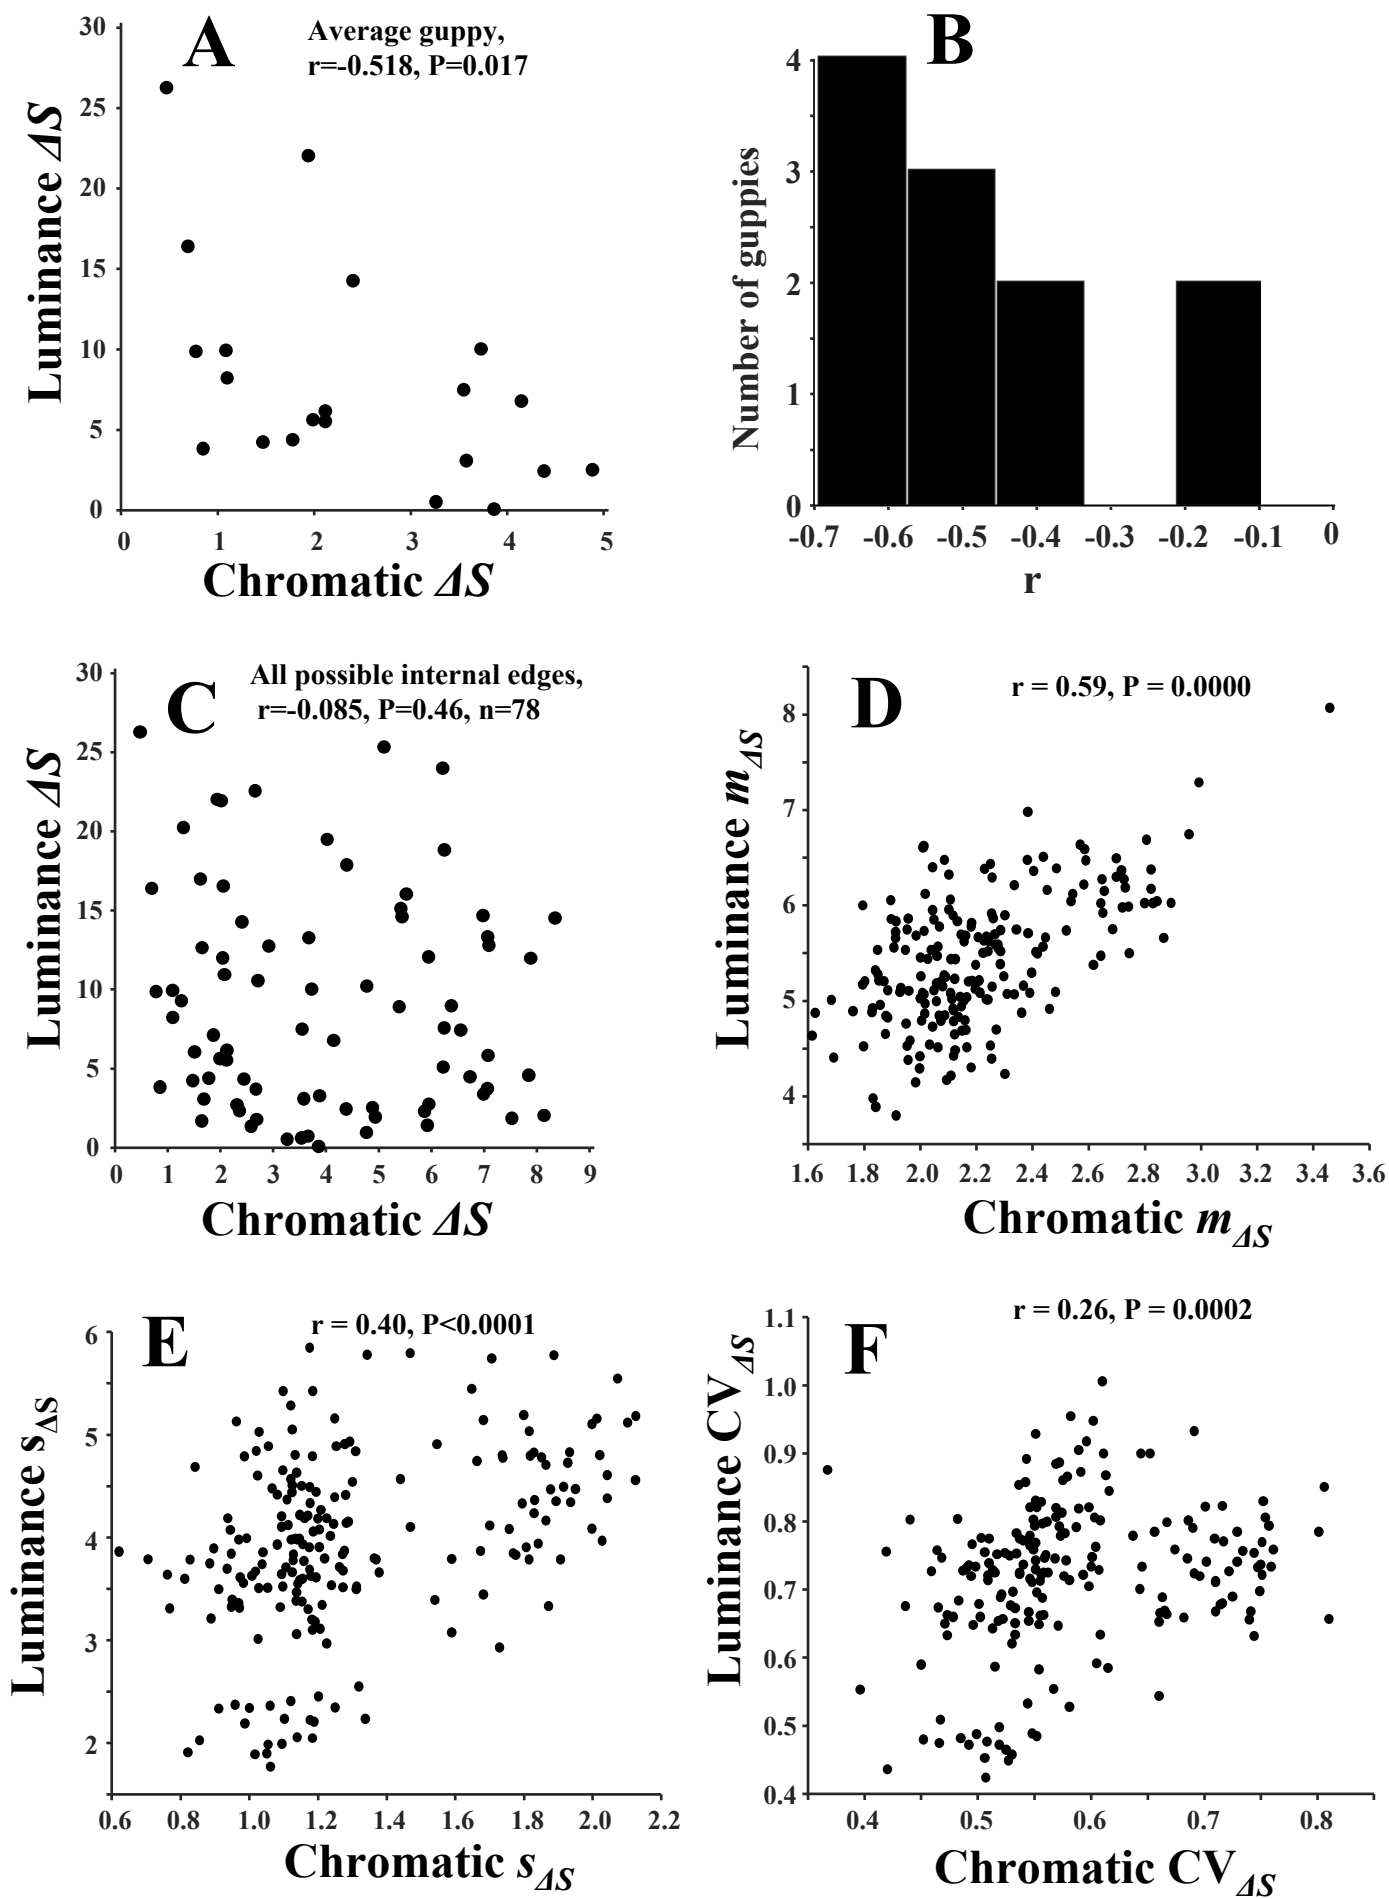 A
Average guppy,
r=-0.518, P=0.017
30
25
20
15
10
5
0
0 1 2 3 4 5
Luminance ΔS
Chromatic ΔS
B
4
3
2
1
0
-0.7 -0.6 -0.5 -0.4 -0.3 -0.2 -0.1 0
Number of guppies
r
C
All possible internal edges,
r=-0.085, P=0.46, n=78
30
25
20
15
10
5
0
0 1 2 3 4 5 6 7 8 9
Luminance ΔS
Chromatic ΔS
D
r = 0.59, P = 0.0000
8
7
6
5
4
1.6 1.8 2.0 2.2 2.4 2.6 2.8 3.0 3.2 3.4 3.6
Luminance mΔS
Chromatic mΔS
E
r = 0.40, P<0.0001
6
5
4
3
2
0.6 0.8 1.0 1.2 1.4 1.6 1.8 2.0 2.2
Luminance sΔS
Chromatic sΔS
F
r = 0.26, P = 0.0002
1.1
1.0
0.9
0.8
0.7
0.6
0.5
0.4
0.4 0.5 0.6 0.7 0.8
Luminance CVΔS
Chromatic CVΔS